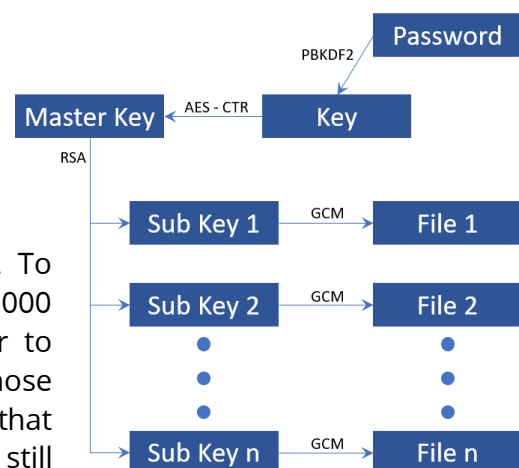 Password
PBKDF2
Master Key
AES - CTR
Key
RSA
Sub Key 1
GCM
File 1
To
000
Sub Key 2
GCM
File 2
to
that
still
Sub Key n
GCM
File n